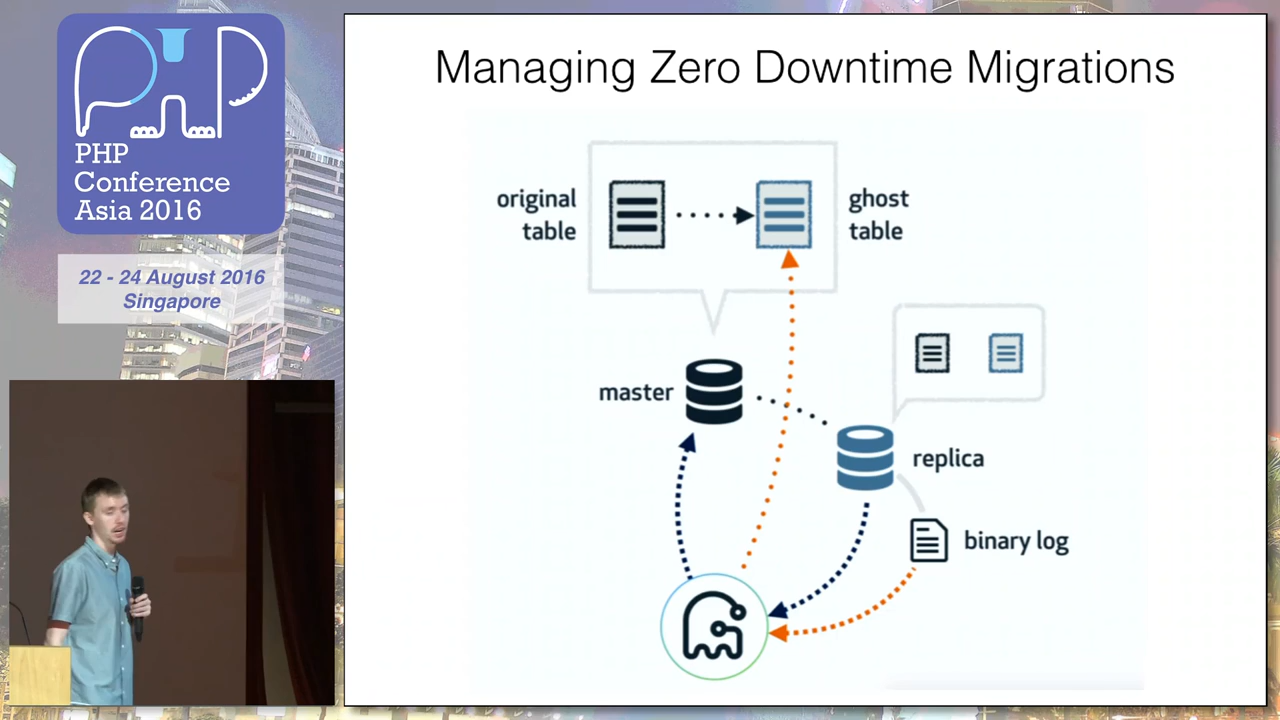 PHP
Conference
Asia 2016
22 - 24 August 2016
Singapore
Managing Zero Downtime Migrations
original
table
ghost
table
master
replica
binary log